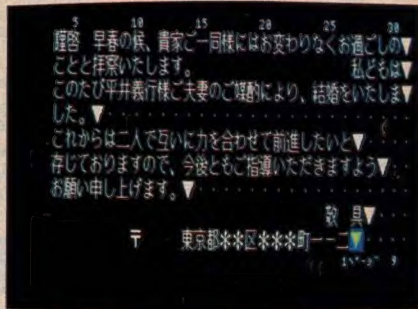 5 10 15 20 25 30
謹啓 早春の候、貴家ご一同様にはお変わりなくお過ごしの▼
ことと拝察いたします。 私どもは▼
このたび平井義行様ご夫妻のご媒酌により、結婚をいたしま▼
した。▼
これからは二人で互いに力を合わせて前進したいと▼
存じておりますので、今後ともご指導いただきますよう▼
お願い申し上げます。▼
敬 具▼
〒 東京都**区***町一一二▼
1ページ 9